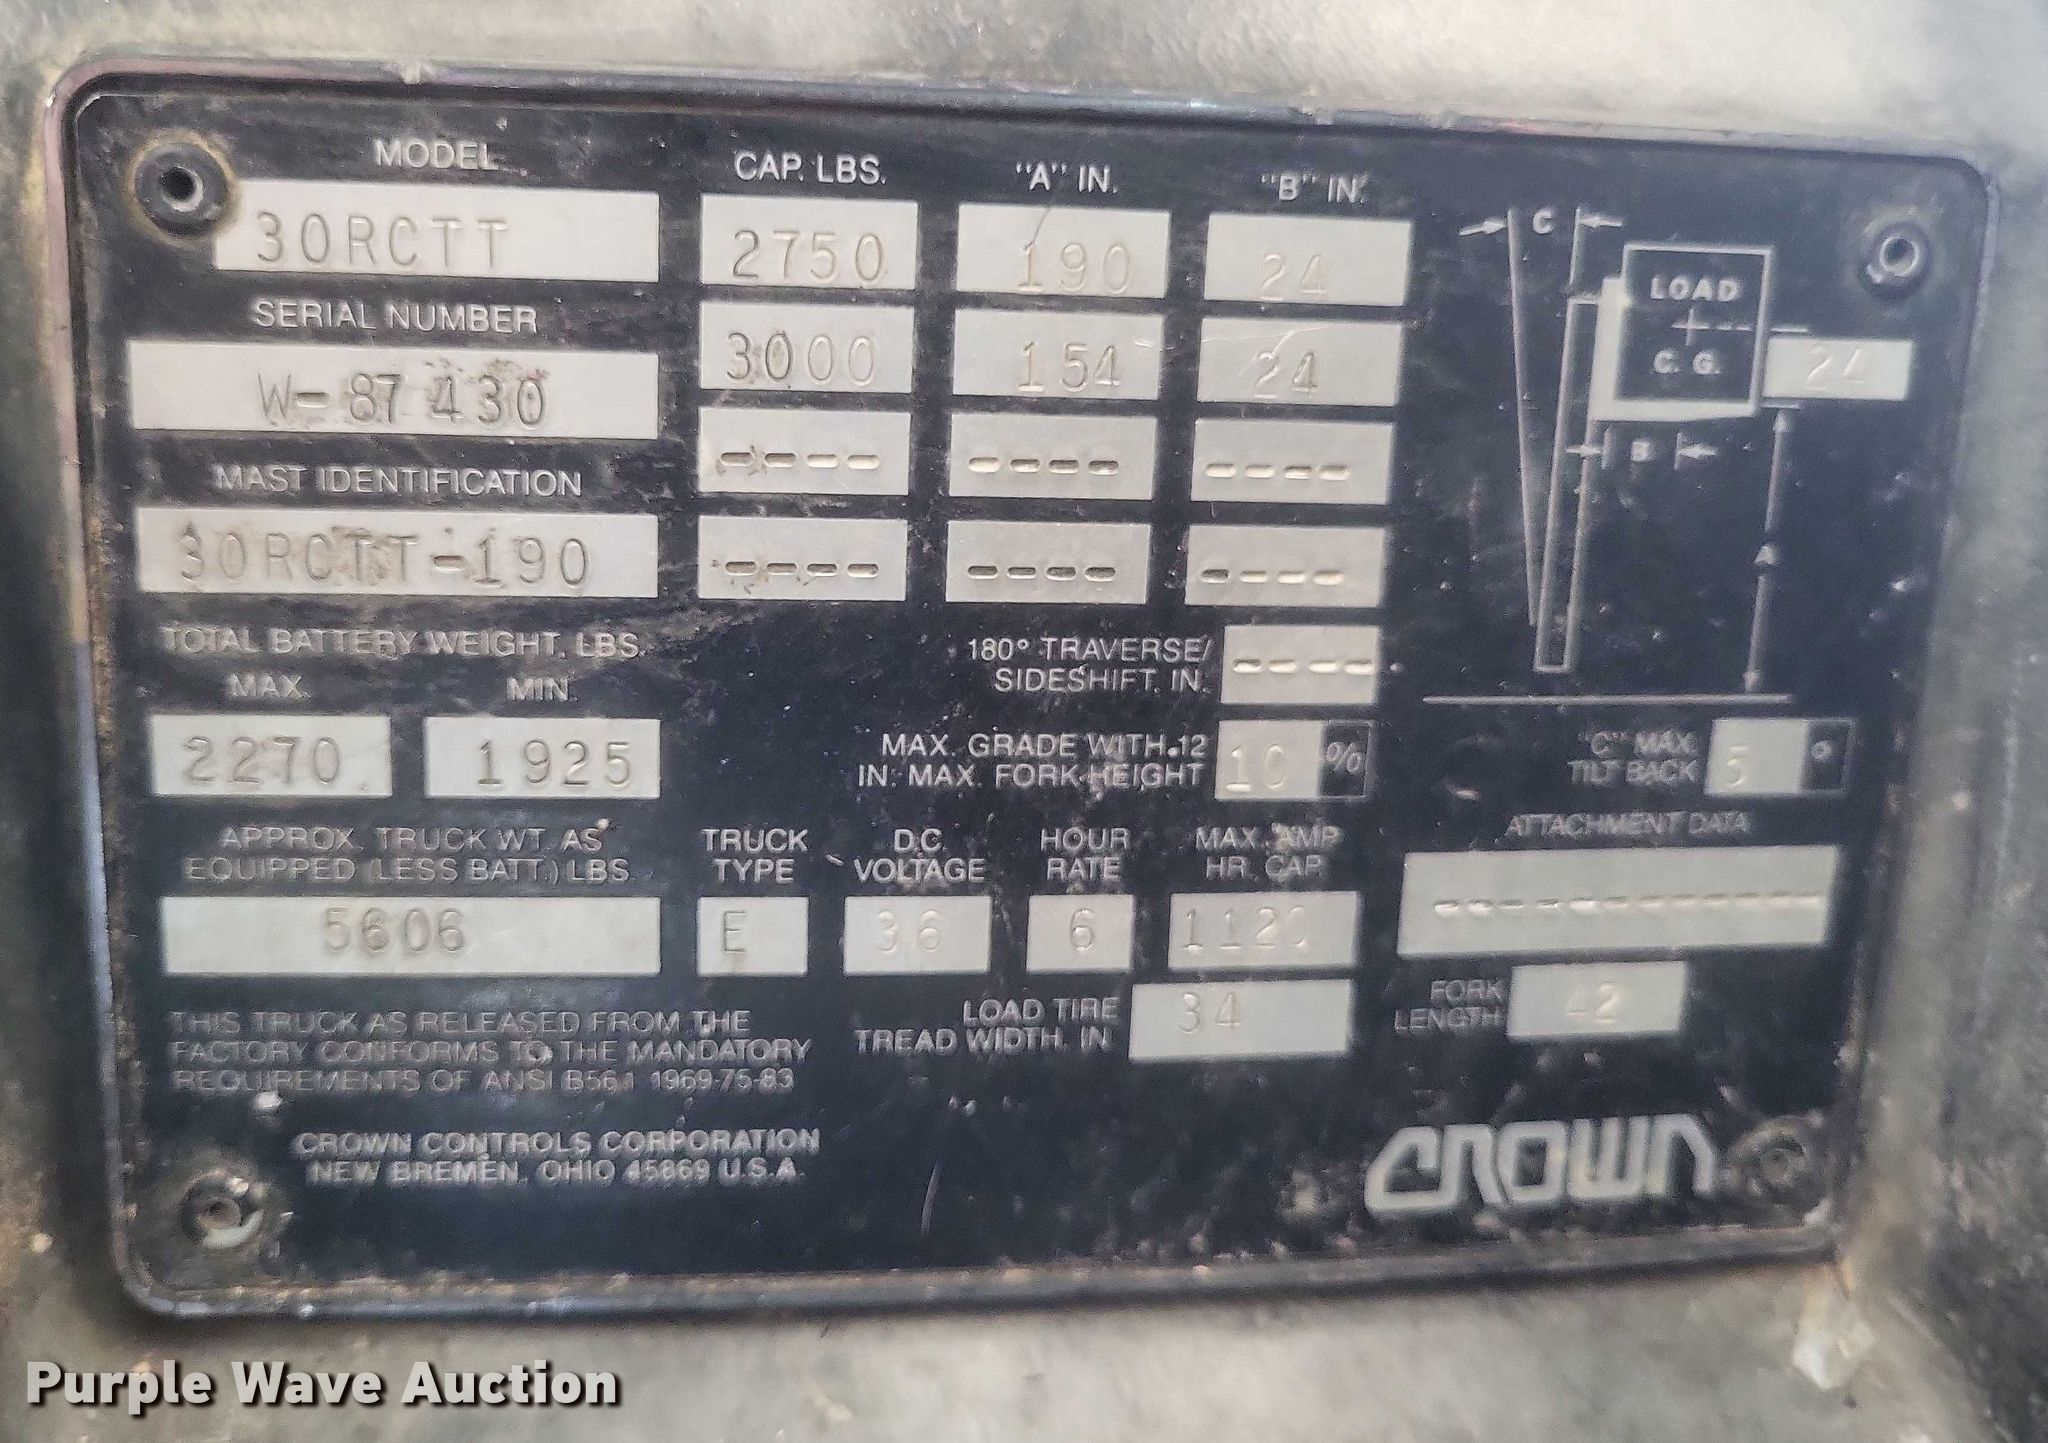 MODEL
30RCTT
SERIAL NUMBER
W-87430
MAST IDENTIFICATION
30RCTT-190
TOTAL BATTERY WEIGHT, LBS.
MAX. MIN.
2270 1925
APPROX. TRUCK WT. AS
EQUIPPED (LESS BATT.) LBS.
5606
CAP. LBS. "A" IN. "B" IN.
2750 190 24
3000 154 24
---- ---- ----
---- ---- ----
180° TRAVERSE/
SIDESHIFT, IN. ----
MAX. GRADE WITH .12
IN. MAX. FORK HEIGHT 10 %
TRUCK
TYPE
E
D.C.
VOLTAGE
36
HOUR
RATE
6
MAX. AMP
HR. CAP.
1120
LOAD TIRE
TREAD WIDTH, IN 34
C
LOAD
C. G.
24
B
A
"C" MAX.
TILT BACK 5 °
ATTACHMENT DATA
------------
FORK
LENGTH 42
THIS TRUCK AS RELEASED FROM THE
FACTORY CONFORMS TO THE MANDATORY
REQUIREMENTS OF ANSI B56.1 1969-75-83
CROWN CONTROLS CORPORATION
NEW BREMEN, OHIO 45869 U.S.A.
CROWN
Purple Wave Auction